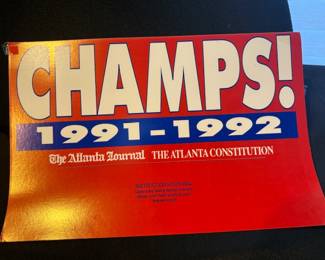 CHAMPS!
1991-1992
The Atlanta Journal THE ATLANTA CONSTITUTION